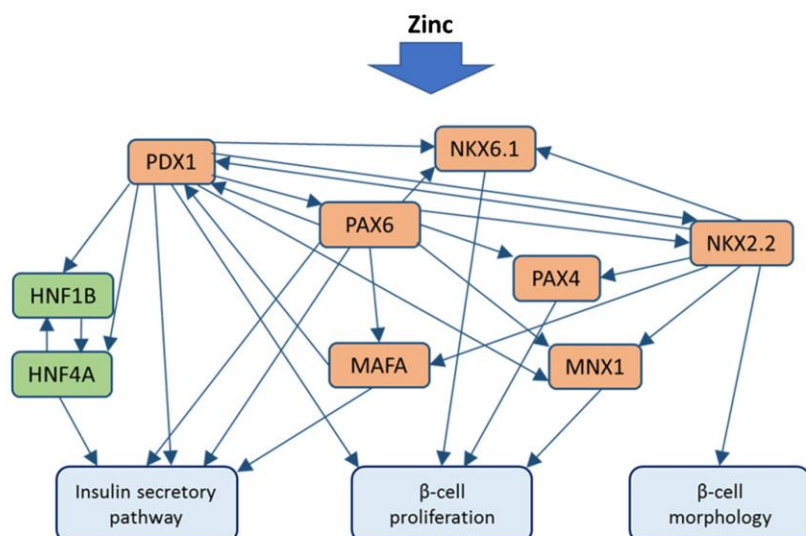 Zinc
NKX6.1
PDX1
PAX6
NKX2.2
PAX4
HNF1B
MAFA
MNX1
HNF4A
Insulin secretory
pathway
β-cell
proliferation
β-cell
morphology